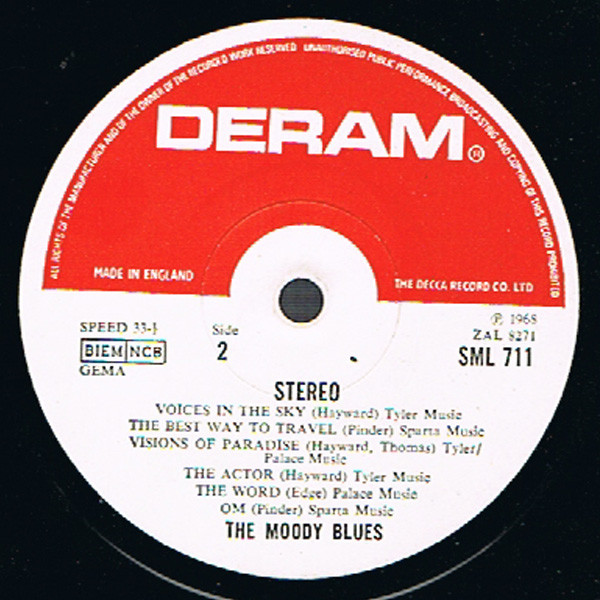 ALL RIGHTS OF THE MANUFACTURER AND OF THE OWNER OF THE RECORDED WORK RESERVED UNAUTHORISED PUBLIC PERFORMANCE BROADCASTING AND COPYING OF THIS RECORD PROHIBITED
DERAM®
MADE IN ENGLAND
THE DECCA RECORD CO. LTD
SPEED 33⅓
BIEM NCB
GEMA
Side
2
℗ 1968
ZAL 8271
SML 711
STEREO
VOICES IN THE SKY (Hayward) Tyler Music
THE BEST WAY TO TRAVEL (Pinder) Sparta Music
VISIONS OF PARADISE (Hayward, Thomas) Tyler/
Palace Music
THE ACTOR (Hayward) Tyler Music
THE WORD (Edge) Palace Music
OM (Pinder) Sparta Music
THE MOODY BLUES